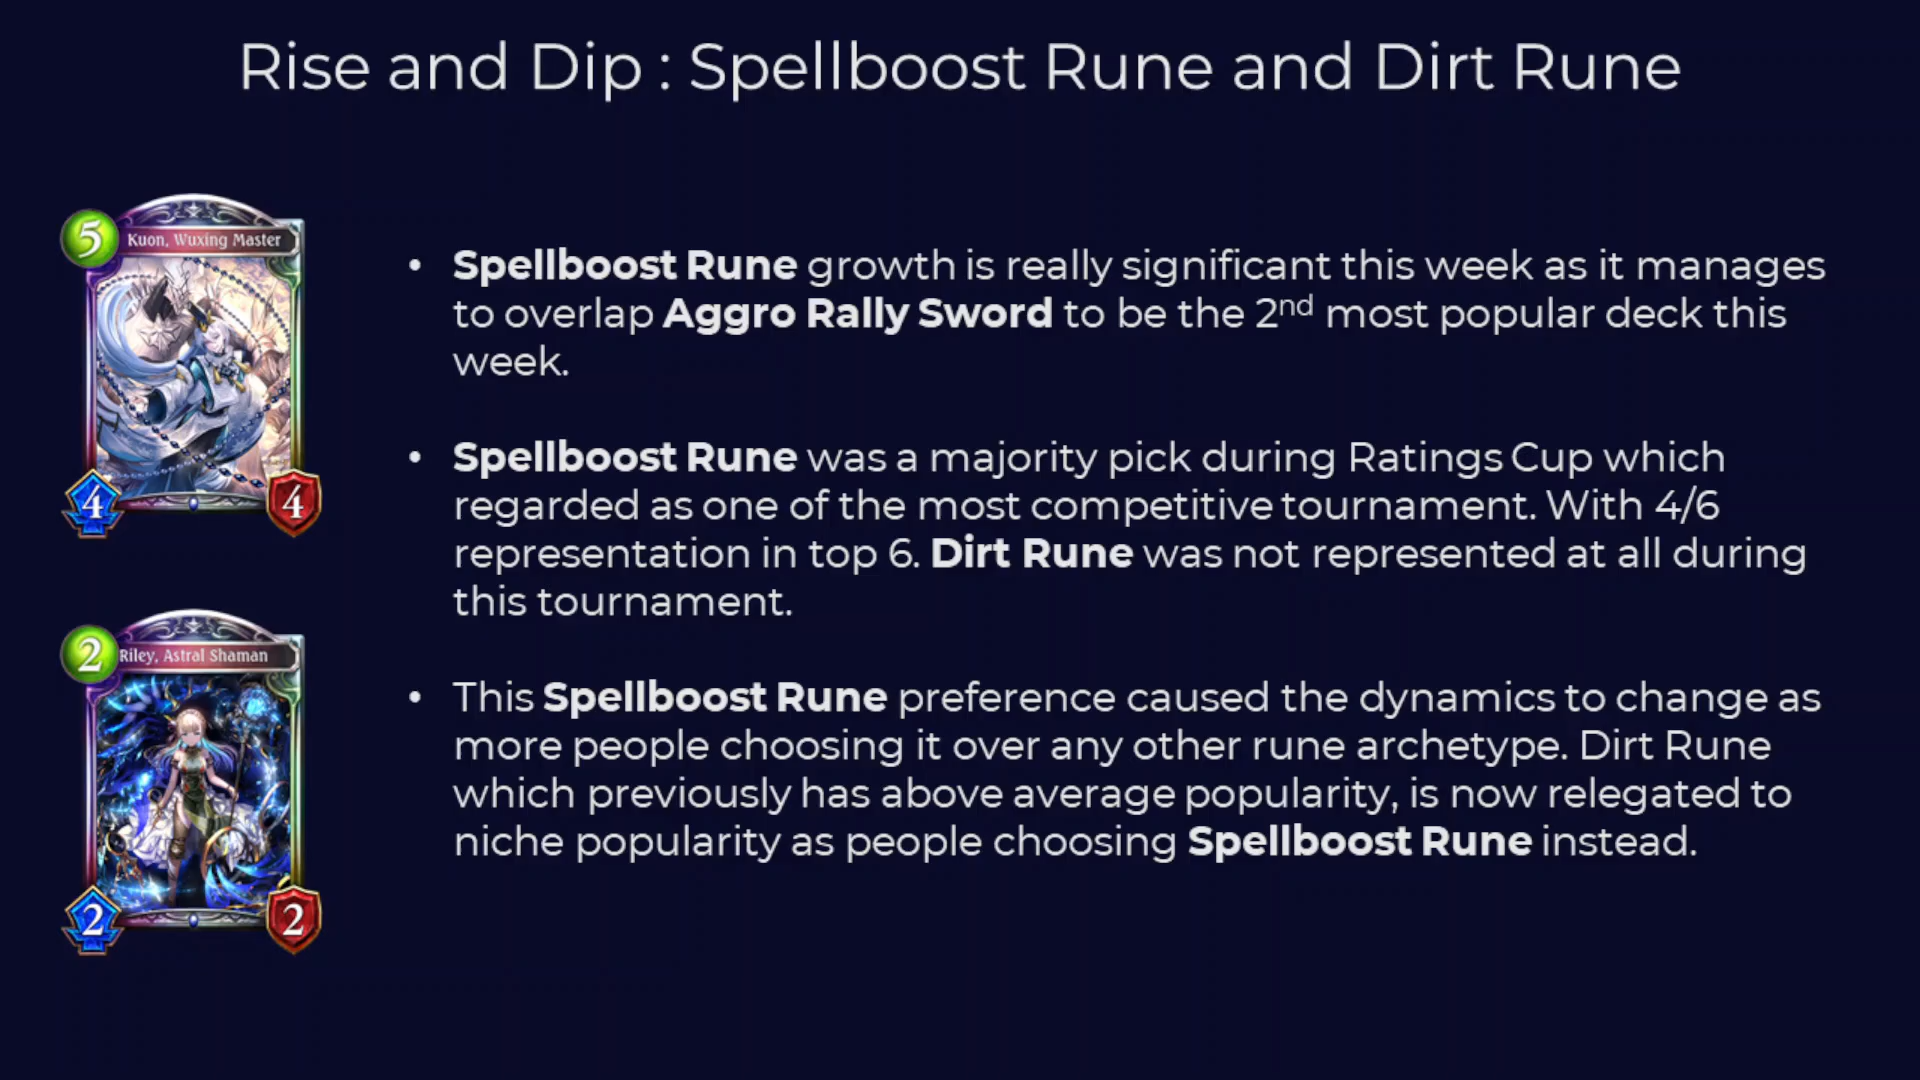 Rise and Dip : Spellboost Rune and Dirt Rune
5
Kuon, Wuxing Master
4
4
• Spellboost Rune growth is really significant this week as it manages
to overlap Aggro Rally Sword to be the 2nd most popular deck this
week.
• Spellboost Rune was a majority pick during Ratings Cup which
regarded as one of the most competitive tournament. With 4/6
representation in top 6. Dirt Rune was not represented at all during
this tournament.
2
Riley, Astral Shaman
2
2
• This Spellboost Rune preference caused the dynamics to change as
more people choosing it over any other rune archetype. Dirt Rune
which previously has above average popularity, is now relegated to
niche popularity as people choosing Spellboost Rune instead.